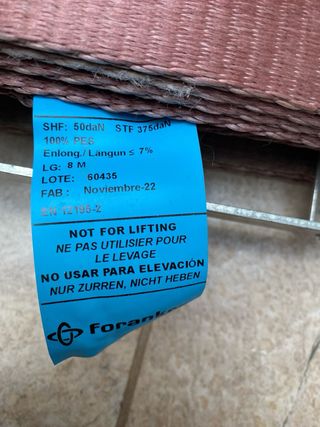 SHF: 50daN STF 375daN
100% PES
Enlong./Langun ≤ 7%
LG: 8 M
LOTE: 60435
FAB: Noviembre-22
EN 12195-2
NOT FOR LIFTING
NE PAS UTILISIER POUR
LE LEVAGE
NO USAR PARA ELEVACIÓN
NUR ZURREN, NICHT HEBEN